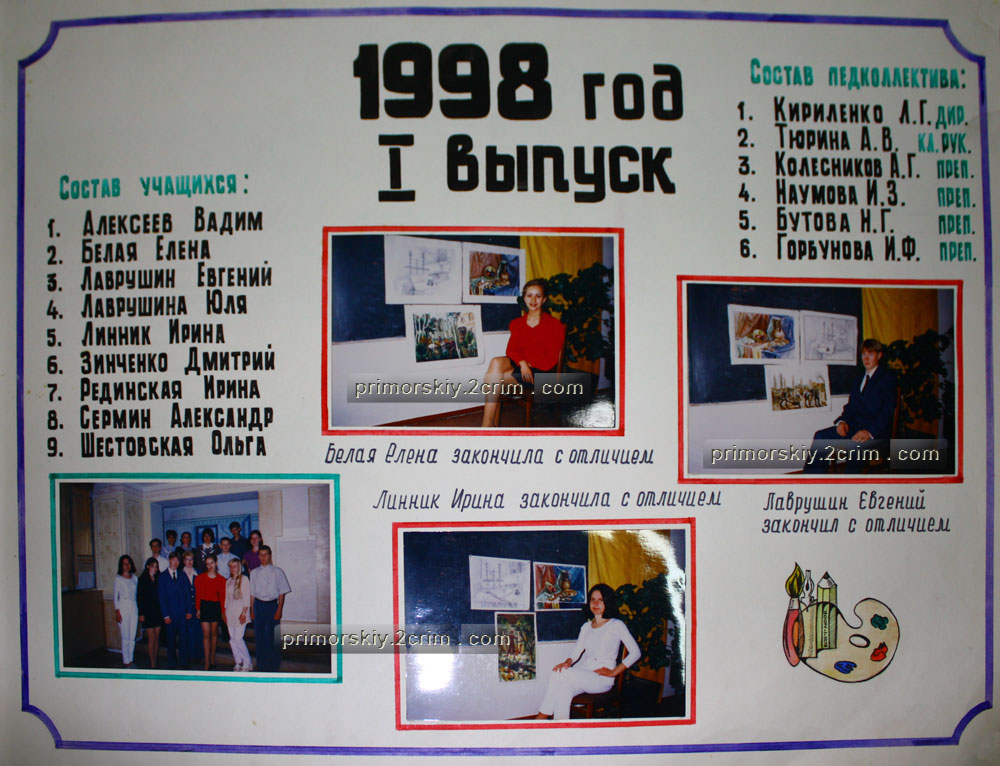 1998 год
I выпуск
Состав учащихся:
1. Алексеев Вадим
2. Белая Елена
3. Лаврушин Евгений
4. Лаврушина Юля
5. Линник Ирина
6. Зинченко Дмитрий
7. Рединская Ирина
8. Сермин Александр
9. Шестовская Ольга
Состав педколлектива:
1. Кириленко Л.Г. дир.
2. Тюрина А.В. кл.рук.
3. Колесников А.Г. преп.
4. Наумова И.З. преп.
5. Бутова Н.Г. преп.
6. Горбунова И.Ф. преп.
primorskiy.2crim.com
Белая Елена закончила с отличием
primorskiy.2crim.com
Лаврушин Евгений
закончил с отличием
Линник Ирина закончила с отличием
primorskiy.2crim.com